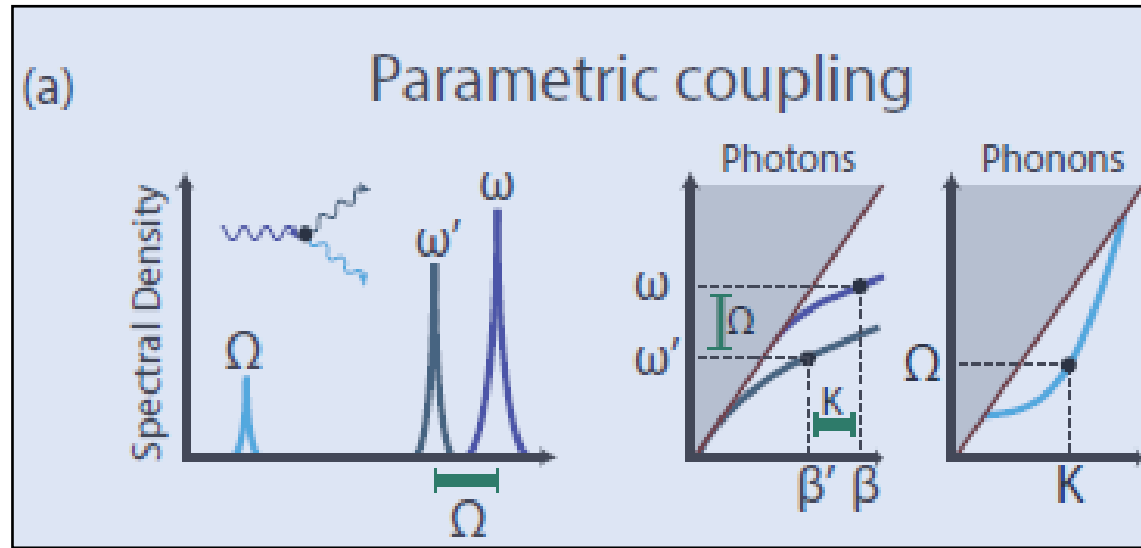 (a)
Parametric coupling
Spectral Density
Ω
ω'
ω
Ω
Photons
ω
ω'
Ω
K
β' β
Phonons
Ω
K